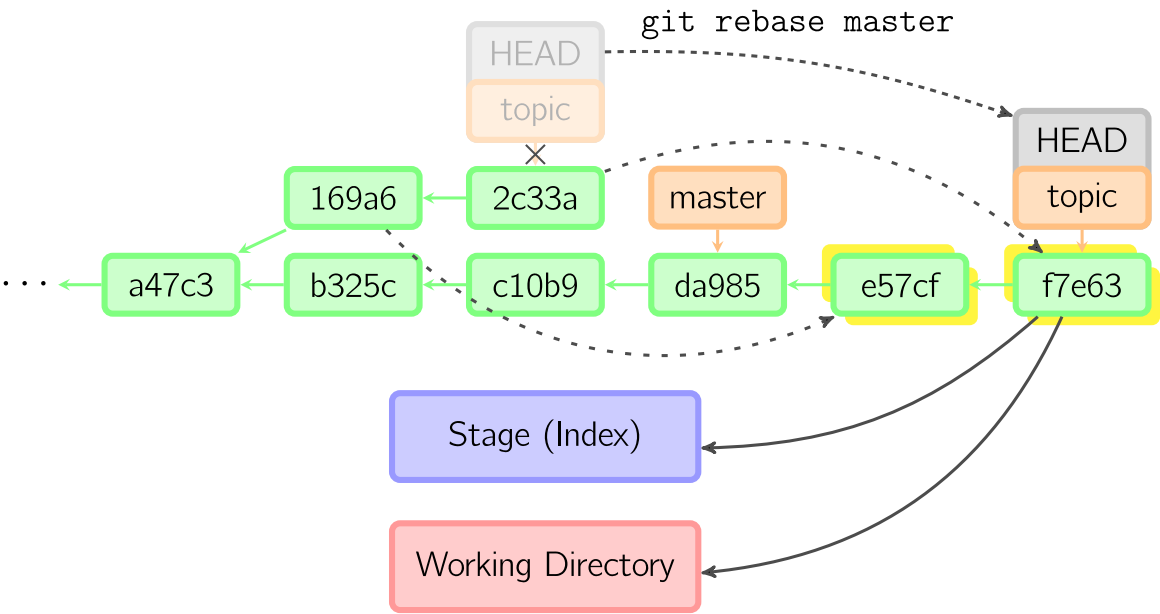 git rebase master
HEAD
topic
HEAD
topic
169a6
2c33a
master
...
a47c3
b325c
c10b9
da985
e57cf
f7e63
Stage (Index)
Working Directory